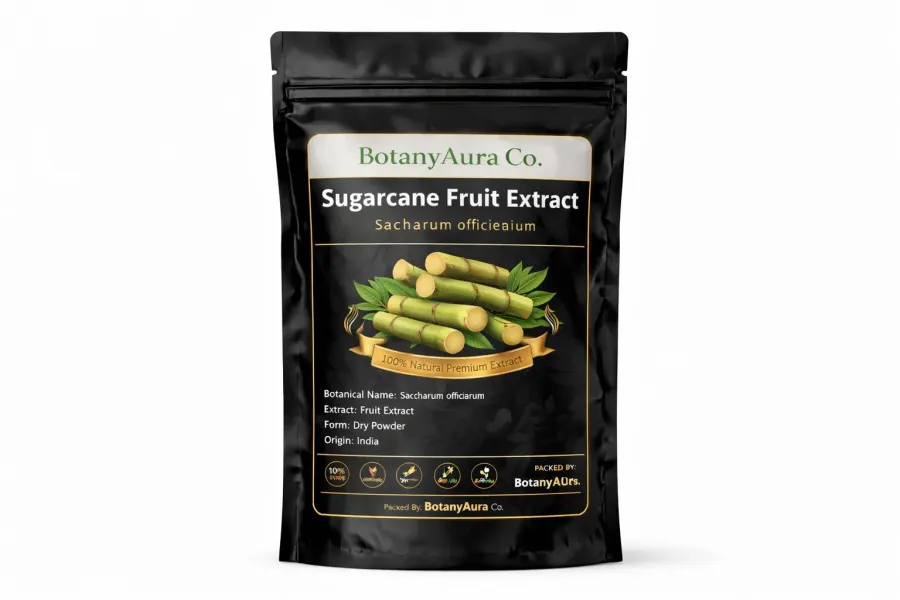 BotanyAura Co.
Sugarcane Fruit Extract
Sacharum officieaium
100% Natural Premium Extract
Botanical Name: Saccharum officiarum
Extract: Fruit Extract
Form: Dry Powder
Origin: India
10%
PACKED BY:
BotanyAUrs.
Packed By. BotanyAura Co.